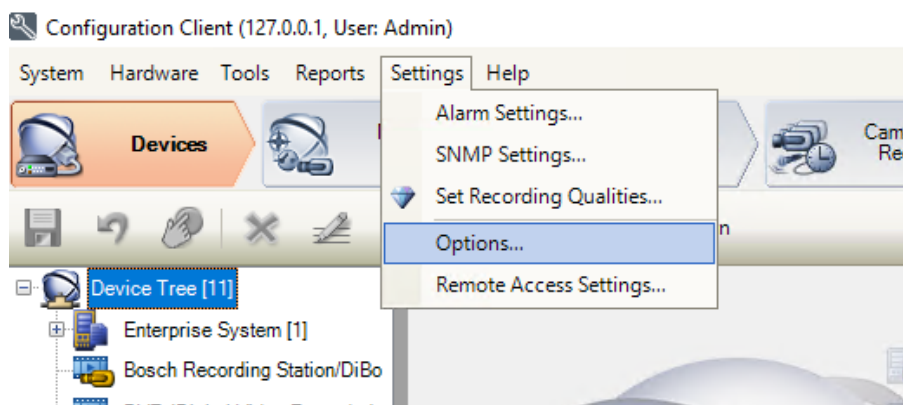 Configuration Client (127.0.0.1, User: Admin)
System Hardware Tools Reports Settings Help
Alarm Settings...
SNMP Settings...
Set Recording Qualities...
Options...
Remote Access Settings...
Devices
Device Tree [11]
Enterprise System [1]
Bosch Recording Station/DiBo